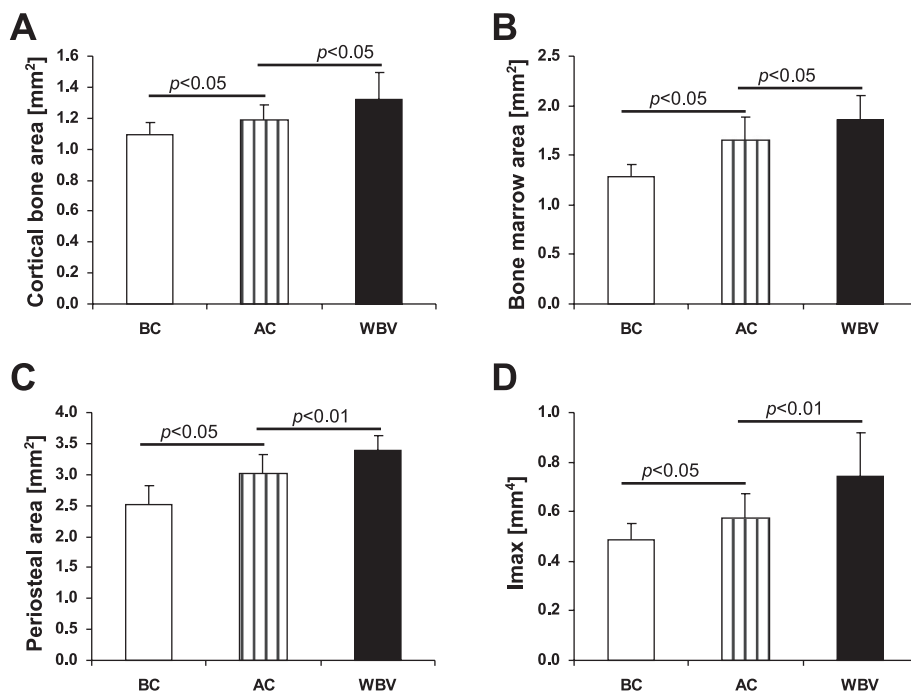 A
Cortical bone area [mm²]
1.6
1.4
1.2
1.0
0.8
0.6
0.4
0.2
0.0
p<0.05
p<0.05
BC AC WBV
B
Bone marrow area [mm²]
2.5
2.0
1.5
1.0
0.5
0.0
p<0.05
p<0.05
BC AC WBV
C
Periosteal area [mm²]
4.0
3.5
3.0
2.5
2.0
1.5
1.0
0.5
0.0
p<0.05
p<0.01
BC AC WBV
D
Imax [mm⁴]
1.0
0.8
0.6
0.4
0.2
0.0
p<0.05
p<0.01
BC AC WBV